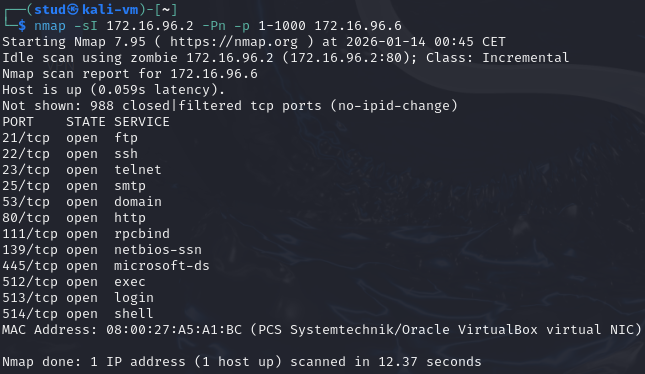 ┌──(stud㉿kali-vm)-[~]
└─$ nmap -sI 172.16.96.2 -Pn -p 1-1000 172.16.96.6
Starting Nmap 7.95 ( https://nmap.org ) at 2026-01-14 00:45 CET
Idle scan using zombie 172.16.96.2 (172.16.96.2:80); Class: Incremental
Nmap scan report for 172.16.96.6
Host is up (0.059s latency).
Not shown: 988 closed|filtered tcp ports (no-ipid-change)
PORT    STATE SERVICE
21/tcp  open  ftp
22/tcp  open  ssh
23/tcp  open  telnet
25/tcp  open  smtp
53/tcp  open  domain
80/tcp  open  http
111/tcp open  rpcbind
139/tcp open  netbios-ssn
445/tcp open  microsoft-ds
512/tcp open  exec
513/tcp open  login
514/tcp open  shell
MAC Address: 08:00:27:A5:A1:BC (PCS Systemtechnik/Oracle VirtualBox virtual NIC)
Nmap done: 1 IP address (1 host up) scanned in 12.37 seconds